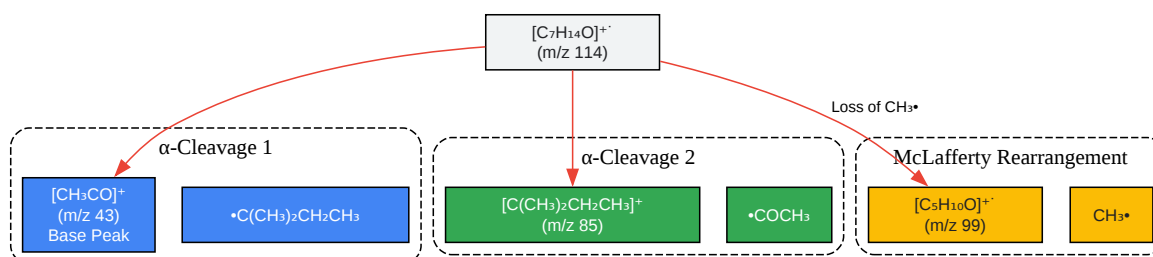 [C₇H₁₄O]⁺˙
(m/z 114)
Loss of CH₃•
α-Cleavage 1
α-Cleavage 2
McLafferty Rearrangement
[CH₃CO]⁺
(m/z 43)
Base Peak
•C(CH₃)₂CH₂CH₃
[C(CH₃)₂CH₂CH₃]⁺
(m/z 85)
•COCH₃
[C₅H₁₀O]⁺˙
(m/z 99)
CH₃•